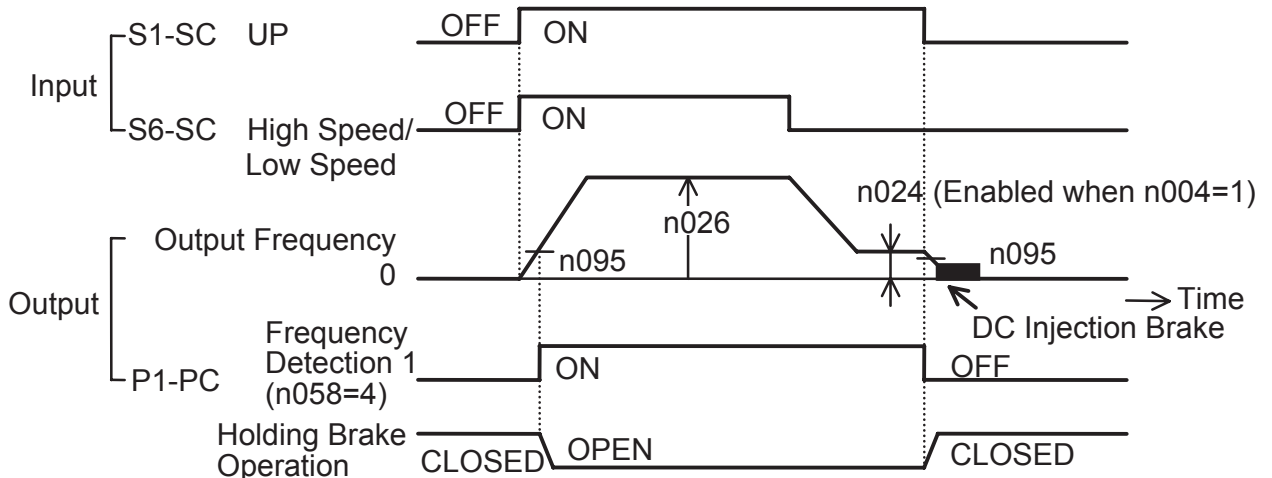 S1-SC UP OFF ON
Input
S6-SC High Speed/ OFF ON
Low Speed
n024 (Enabled when n004=1)
n026
Output Frequency
n095 n095
0
Output
Time
DC Injection Brake
Frequency
Detection 1 ON OFF
P1-PC
(n058=4)
Holding Brake OPEN CLOSED
Operation CLOSED